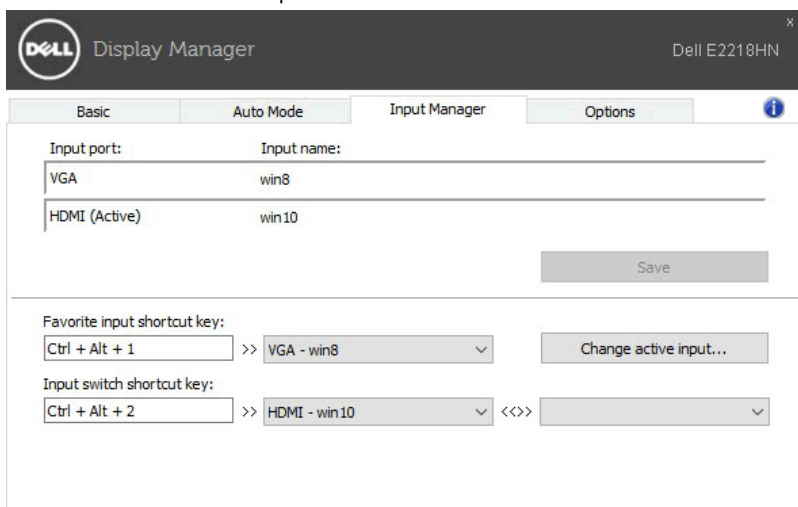 x
DELL Display Manager Dell E2218HN
Basic Auto Mode Input Manager Options i
Input port: Input name:
VGA win8
HDMI (Active) win10
Save
Favorite input shortcut key:
Ctrl + Alt + 1 >> VGA - win8 Change active input...
Input switch shortcut key:
Ctrl + Alt + 2 >> HDMI - win10 <<>>